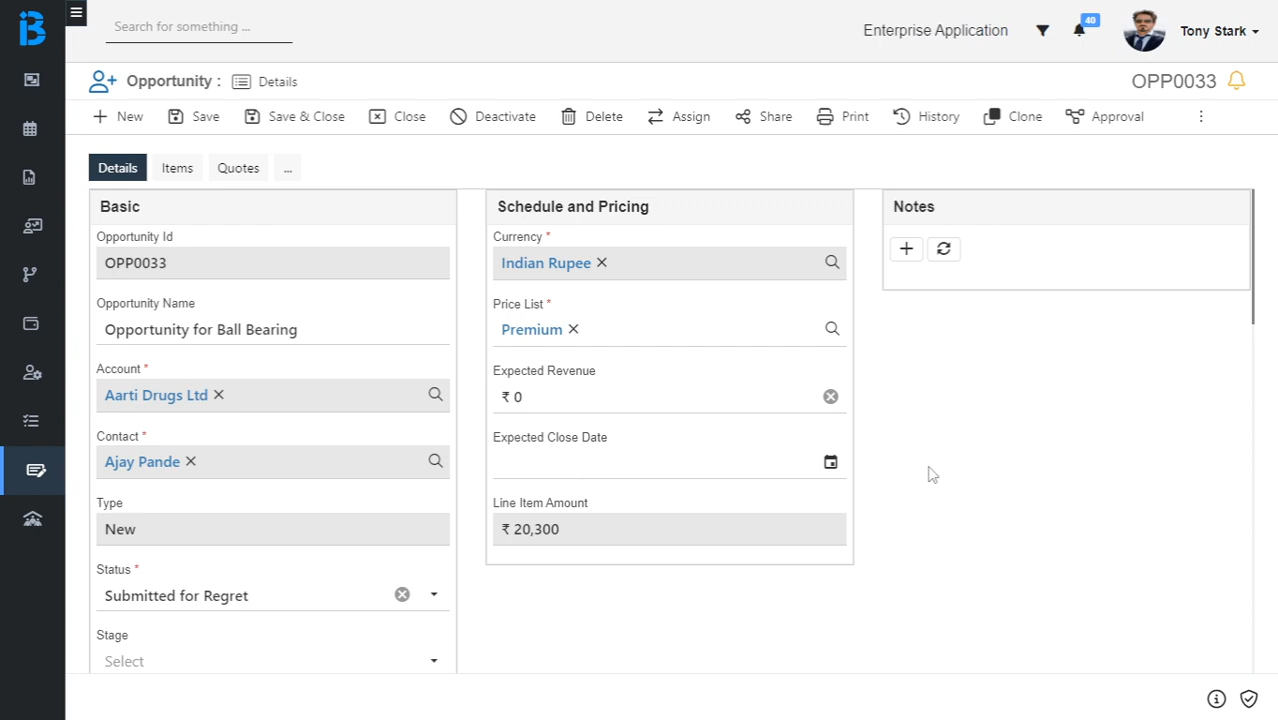 Search for something ...
Enterprise Application
40
Tony Stark
Opportunity :
Details
OPP0033
New
Save
Save & Close
Close
Deactivate
Delete
Assign
Share
Print
History
Clone
Approval
Details
Items
Quotes
...
Basic
Opportunity Id
OPP0033
Opportunity Name
Opportunity for Ball Bearing
Account *
Aarti Drugs Ltd
Contact *
Ajay Pande
Type
New
Status *
Submitted for Regret
Stage
Select
Schedule and Pricing
Currency *
Indian Rupee
Price List *
Premium
Expected Revenue
₹ 0
Expected Close Date
Line Item Amount
₹ 20,300
Notes